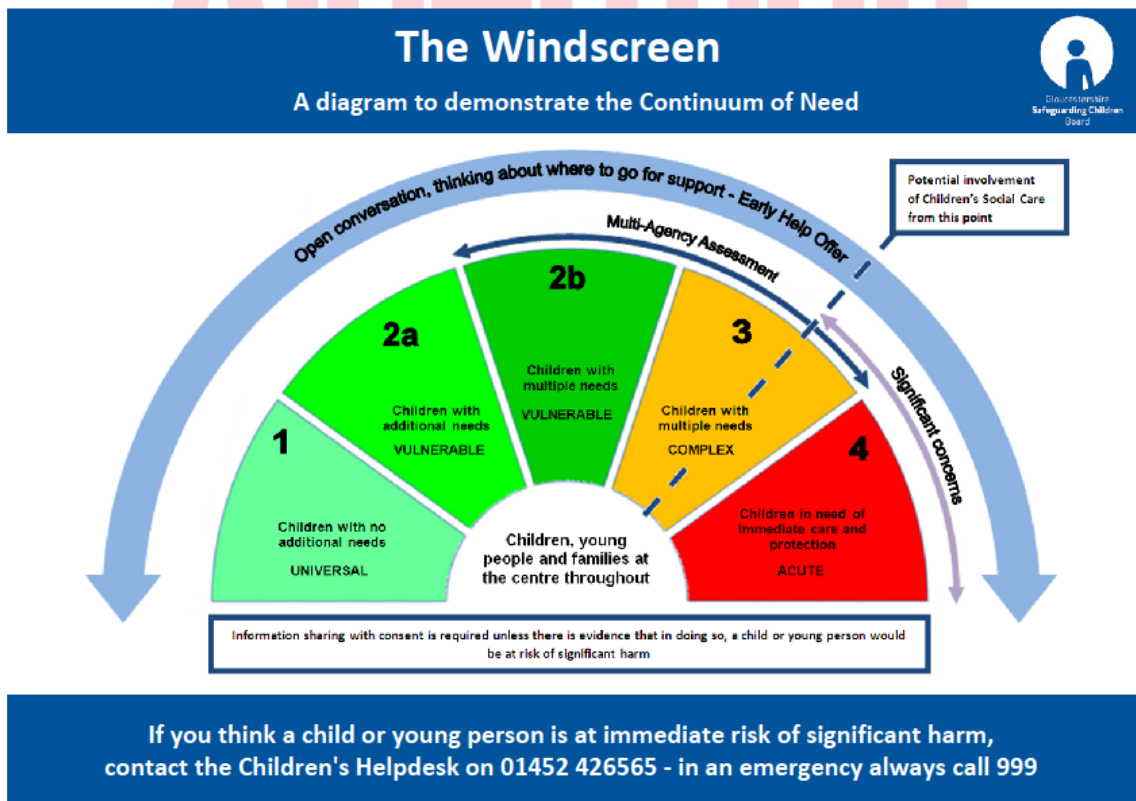 The Windscreen
A diagram to demonstrate the Continuum of Need
Gloucestershire
Safeguarding Children
Board
Open conversation, thinking about where to go for support - Early Help Offer
Potential involvement
of Children's Social Care
from this point
Multi-Agency Assessment
Significant concerns
1
Children with no
additional needs
UNIVERSAL
2a
Children with
additional needs
VULNERABLE
2b
Children with
multiple needs
VULNERABLE
3
Children with
multiple needs
COMPLEX
4
Children in need of
immediate care and
protection
ACUTE
Children, young
people and families at
the centre throughout
Information sharing with consent is required unless there is evidence that in doing so, a child or young person would
be at risk of significant harm
If you think a child or young person is at immediate risk of significant harm,
contact the Children's Helpdesk on 01452 426565 - in an emergency always call 999